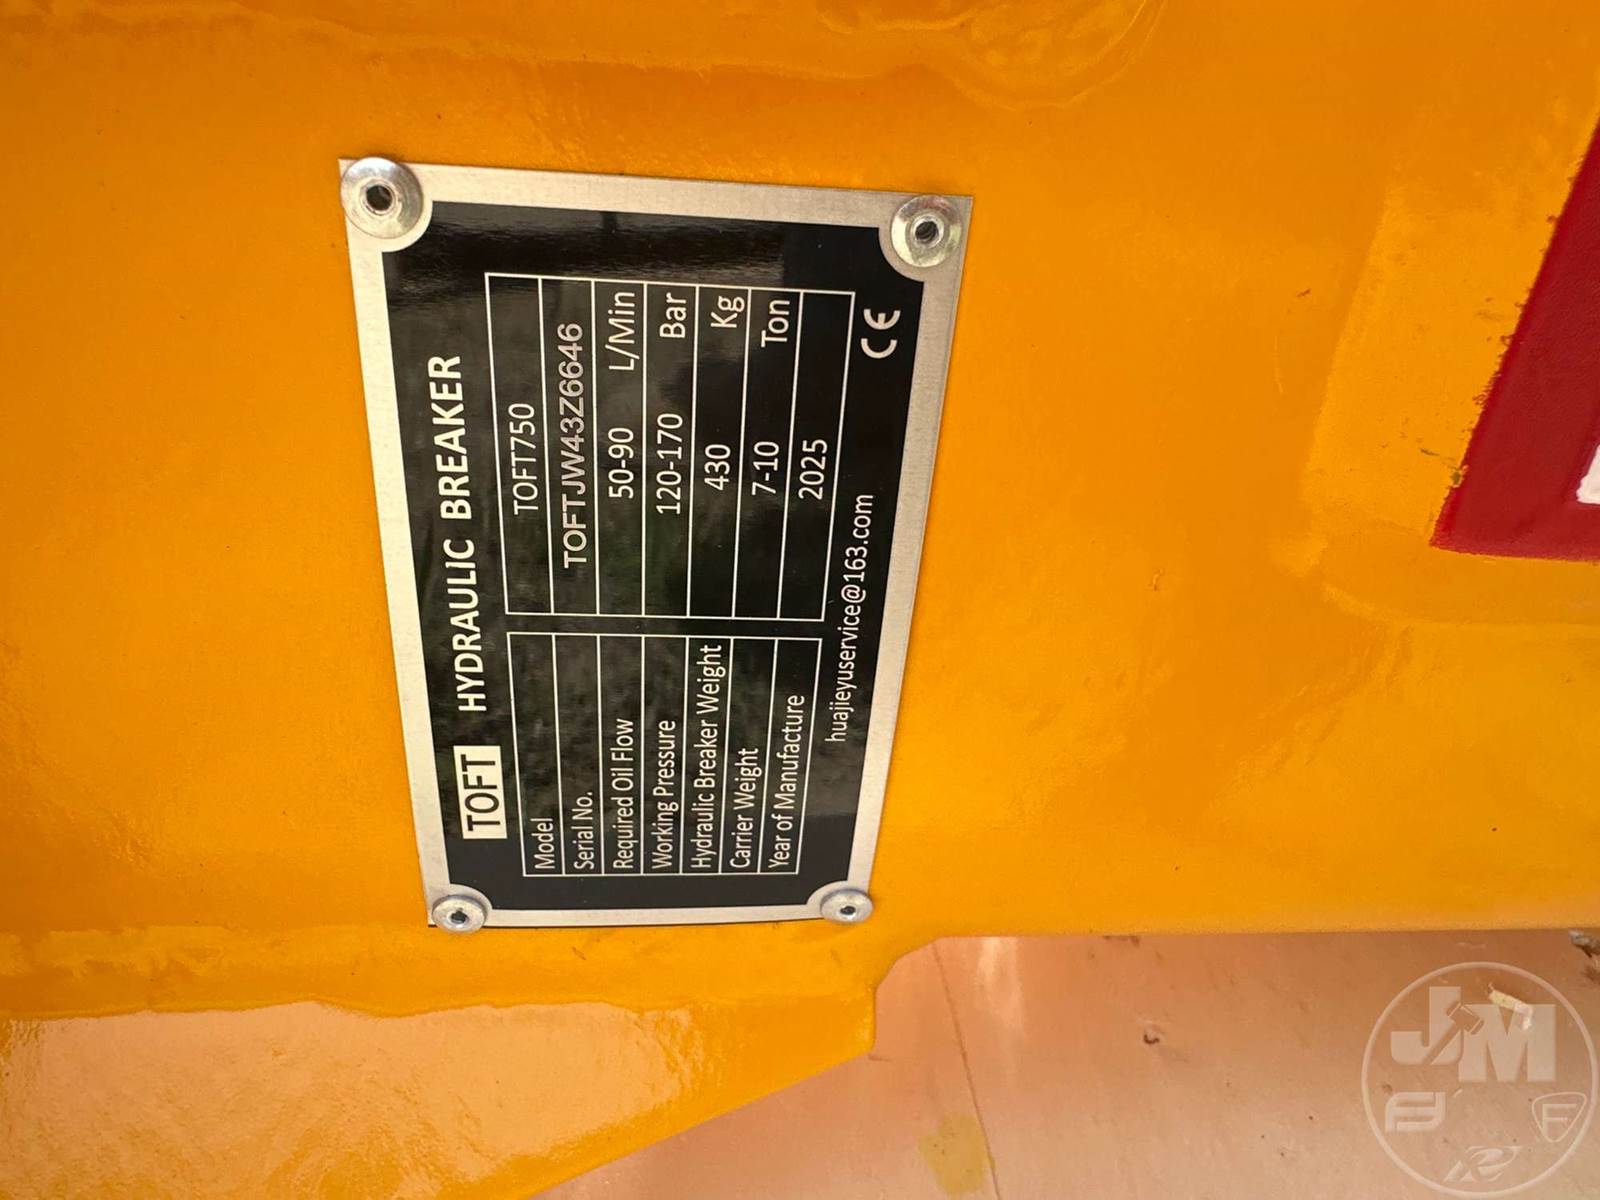 TOFT HYDRAULIC BREAKER
Model TOFT750
Serial No. TOFTJW43Z6646
Required Oil Flow 50-90 L/Min
Working Pressure 120-170 Bar
Hydraulic Breaker Weight 430 Kg
Carrier Weight 7-10 Ton
Year of Manufacture 2025
huajieyuservice@163.com CE
JM